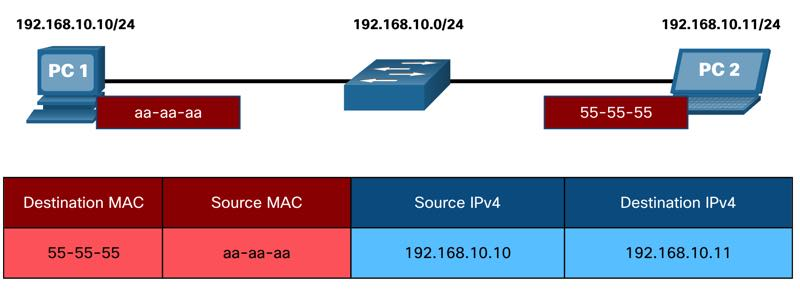 192.168.10.10/24 192.168.10.0/24 192.168.10.11/24
PC 1 PC 2
aa-aa-aa 55-55-55
Destination MAC Source MAC Source IPv4 Destination IPv4
55-55-55 aa-aa-aa 192.168.10.10 192.168.10.11